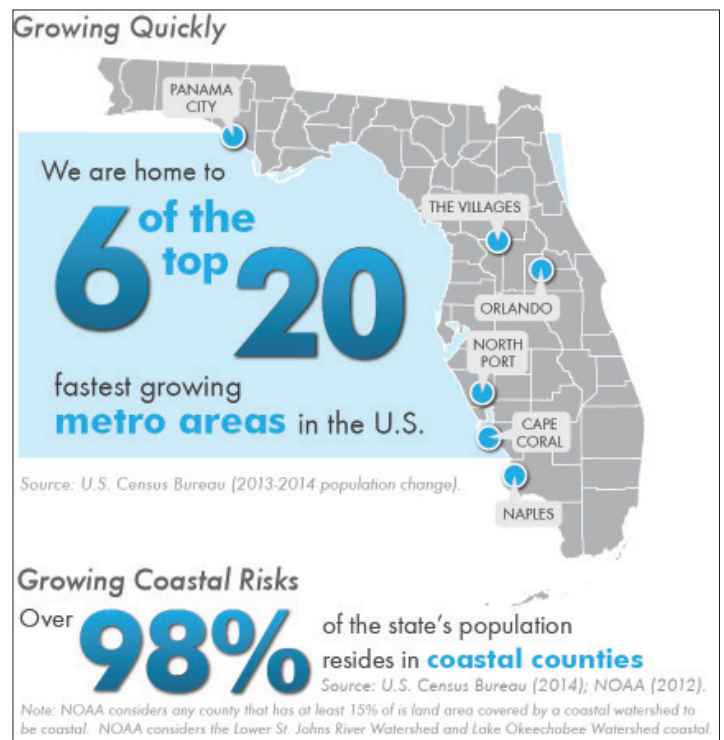 Growing Quickly
PANAMA
CITY
We are home to
6 of the
top 20
fastest growing
metro areas in the U.S.
THE VILLAGES
ORLANDO
NORTH
PORT
CAPE
CORAL
NAPLES
Source: U.S. Census Bureau (2013-2014 population change).
Growing Coastal Risks
Over 98% of the state's population
resides in coastal counties
Source: U.S. Census Bureau (2014); NOAA (2012).
Note: NOAA considers any county that has at least 15% of is land area covered by a coastal watershed to
be coastal. NOAA considers the Lower St. Johns River Watershed and Lake Okeechobee Watershed coastal.